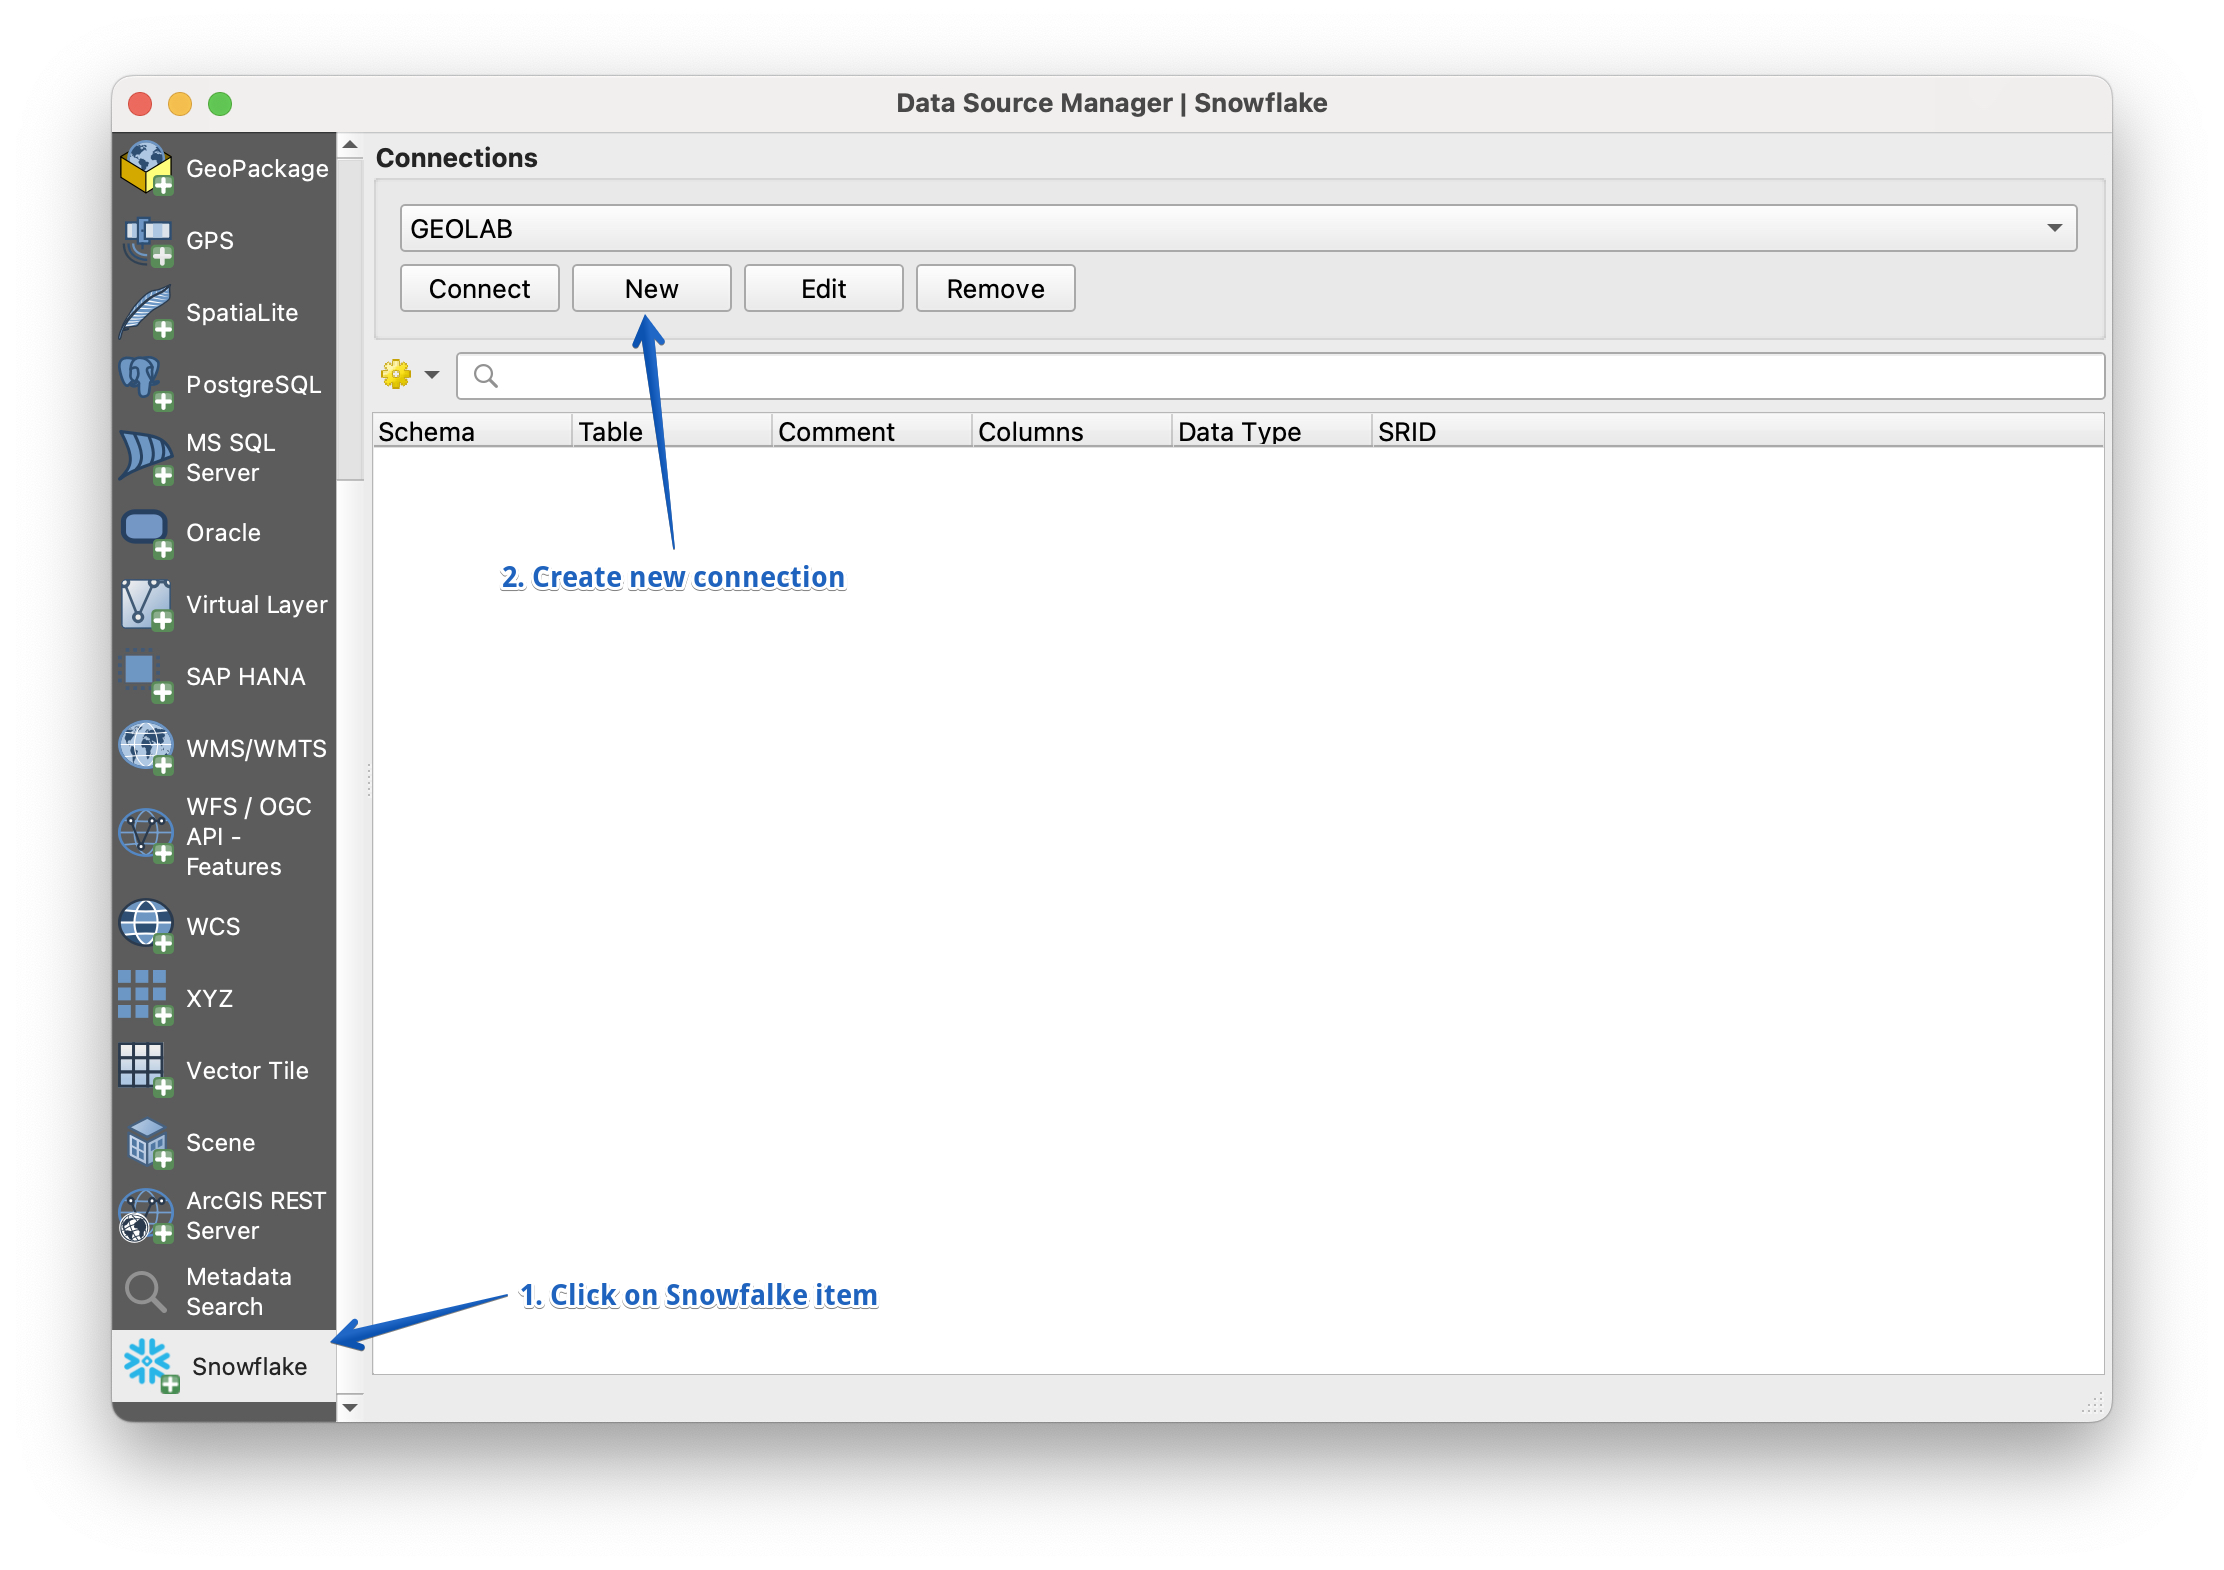 Data Source Manager | Snowflake
GeoPackage
GPS
SpatiaLite
PostgreSQL
MS SQL
Server
Oracle
Virtual Layer
SAP HANA
WMS/WMTS
WFS / OGC
API -
Features
WCS
XYZ
Vector Tile
Scene
ArcGIS REST
Server
Metadata
Search
Snowflake
Connections
GEOLAB
Connect New Edit Remove
Schema Table Comment Columns Data Type SRID
2. Create new connection
1. Click on Snowfalke item